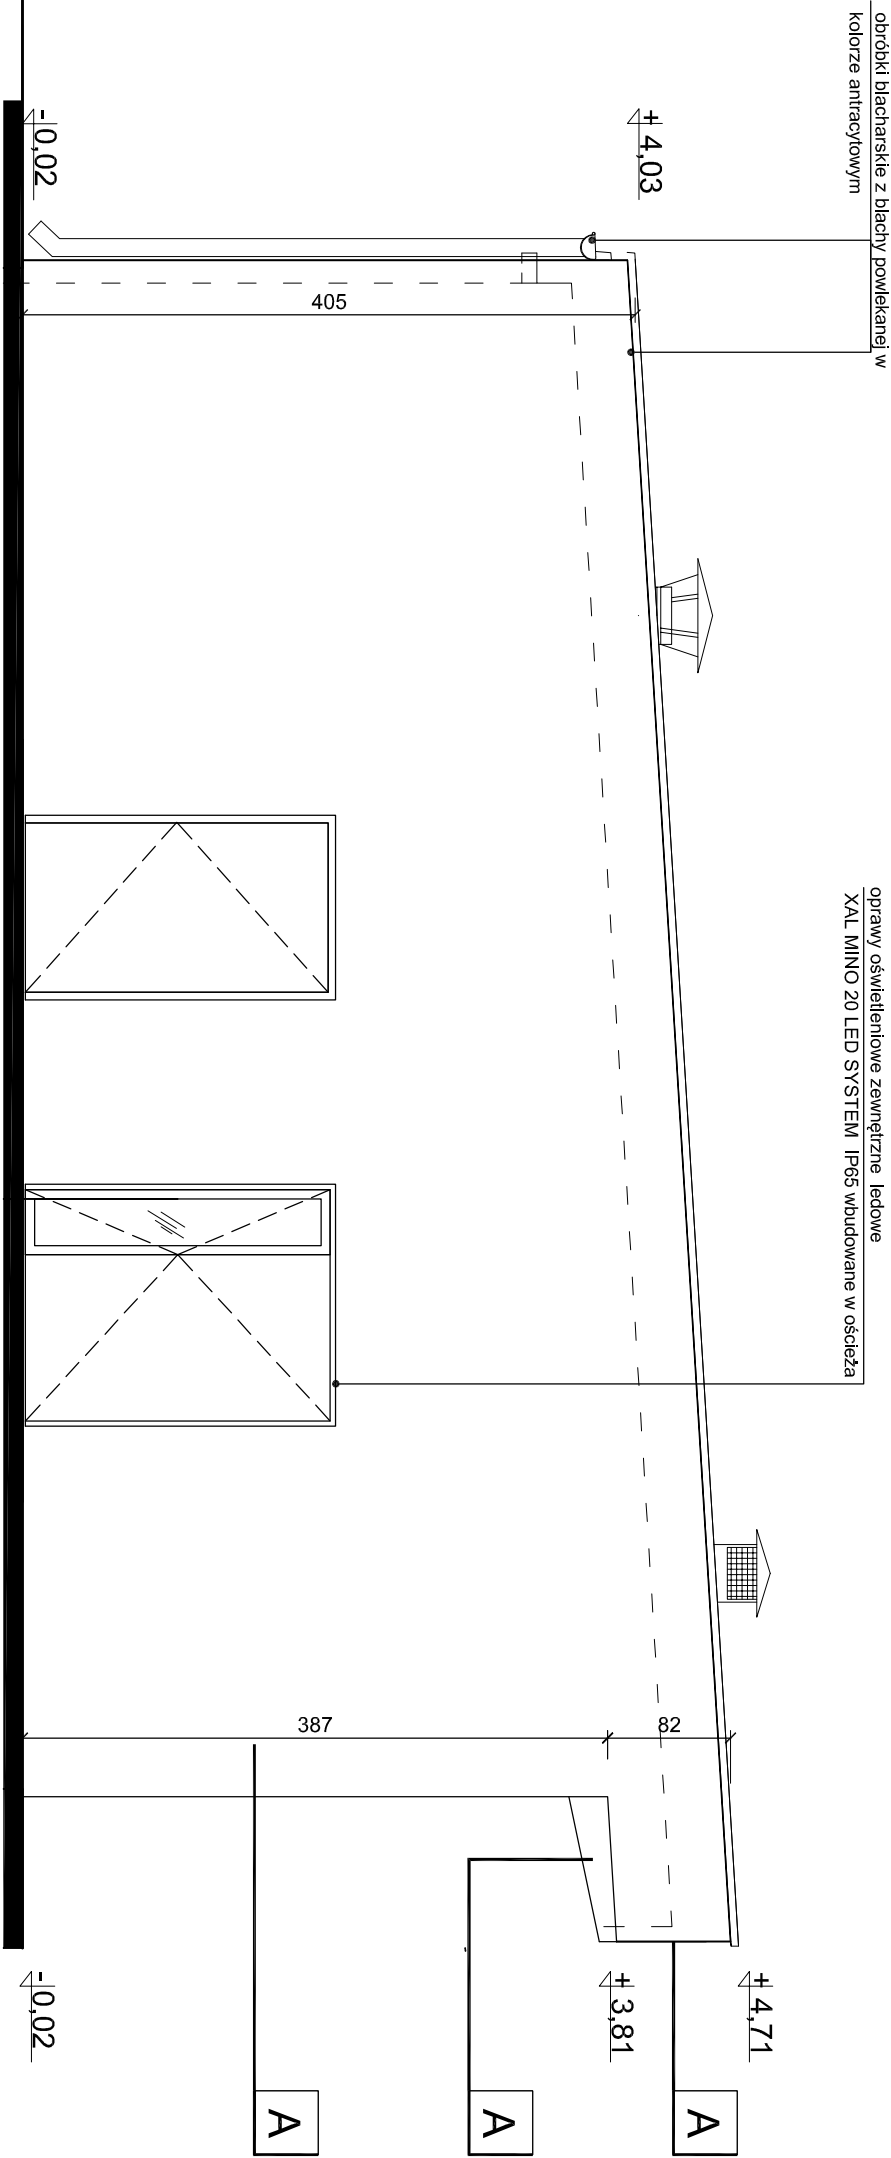 obróbki blacharskie z blachy powlekanej w
kolorze antracytowym
oprawy oświetleniowe zewnętrzne ledowe
XAL MINO 20 LED SYSTEM IP65 wbudowane w ościeża
+ 4,03
- 0,02
405
387
82
+ 4,71
+ 3,81
- 0,02
A
A
A